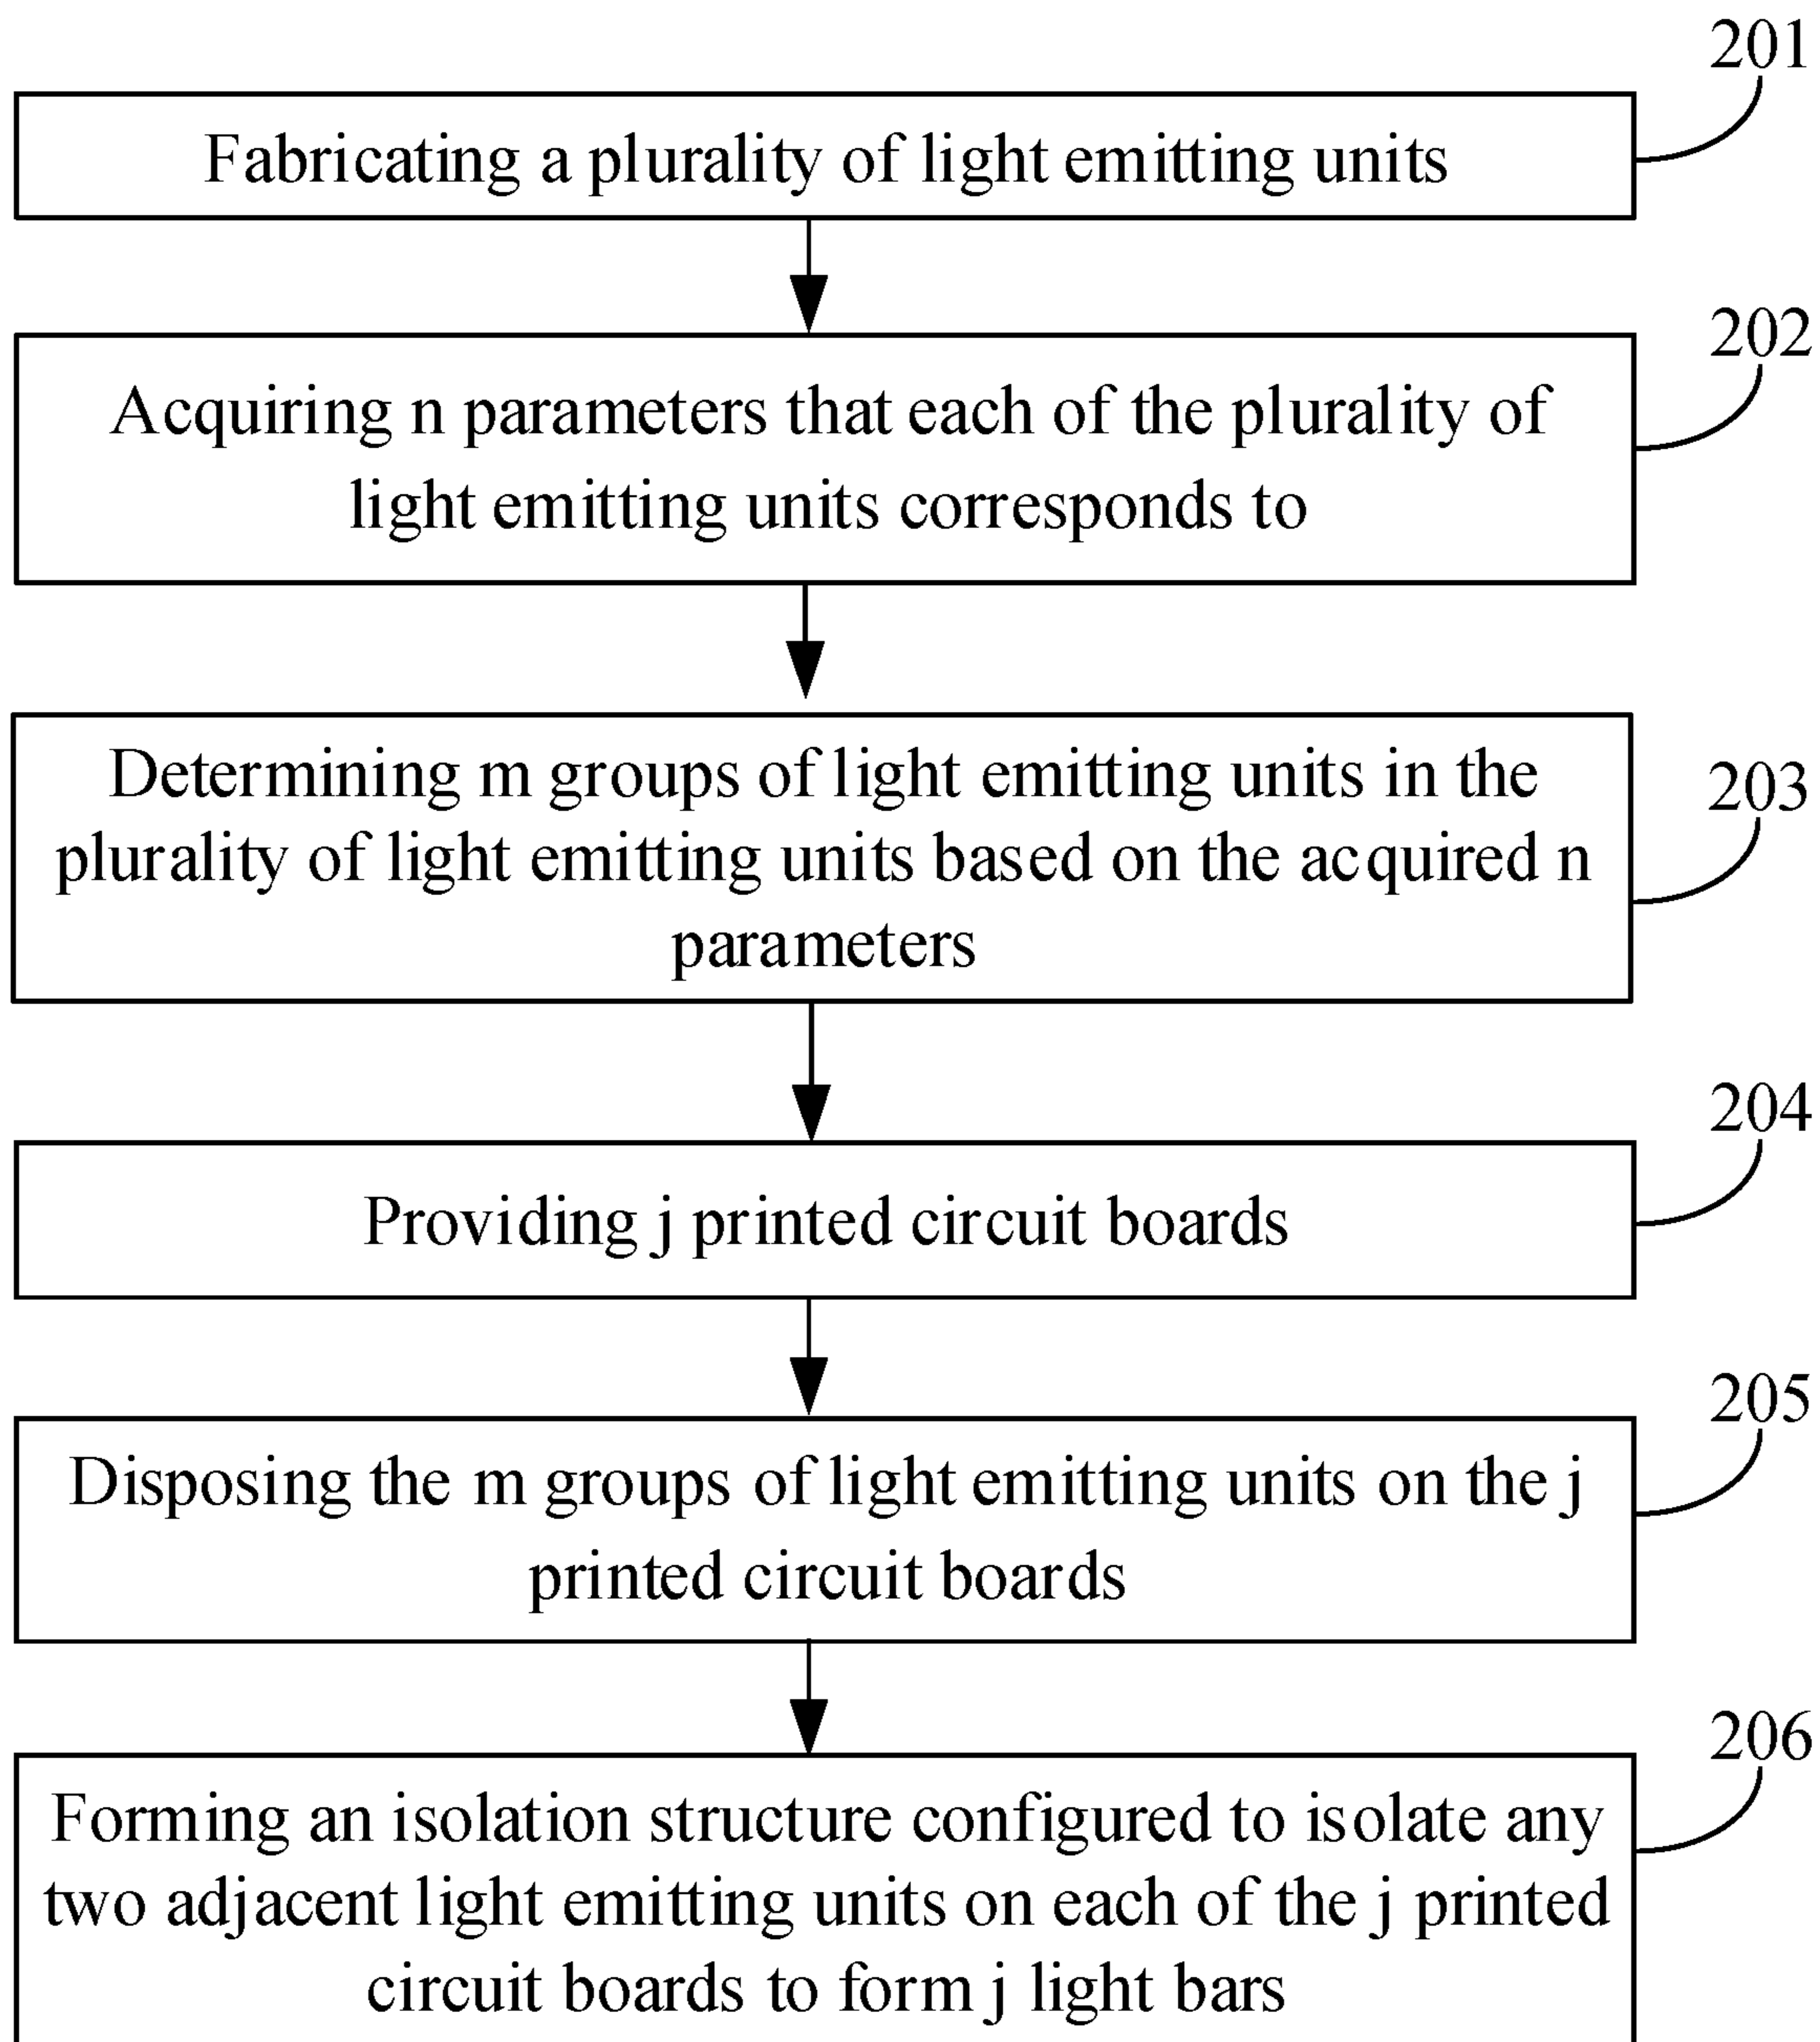 201
Fabricating a plurality of light emitting units
202
Acquiring n parameters that each of the plurality of
light emitting units corresponds to
203
Determining m groups of light emitting units in the
plurality of light emitting units based on the acquired n
parameters
204
Providing j printed circuit boards
205
Disposing the m groups of light emitting units on the j
printed circuit boards
206
Forming an isolation structure configured to isolate any
two adjacent light emitting units on each of the j printed
circuit boards to form j light bars